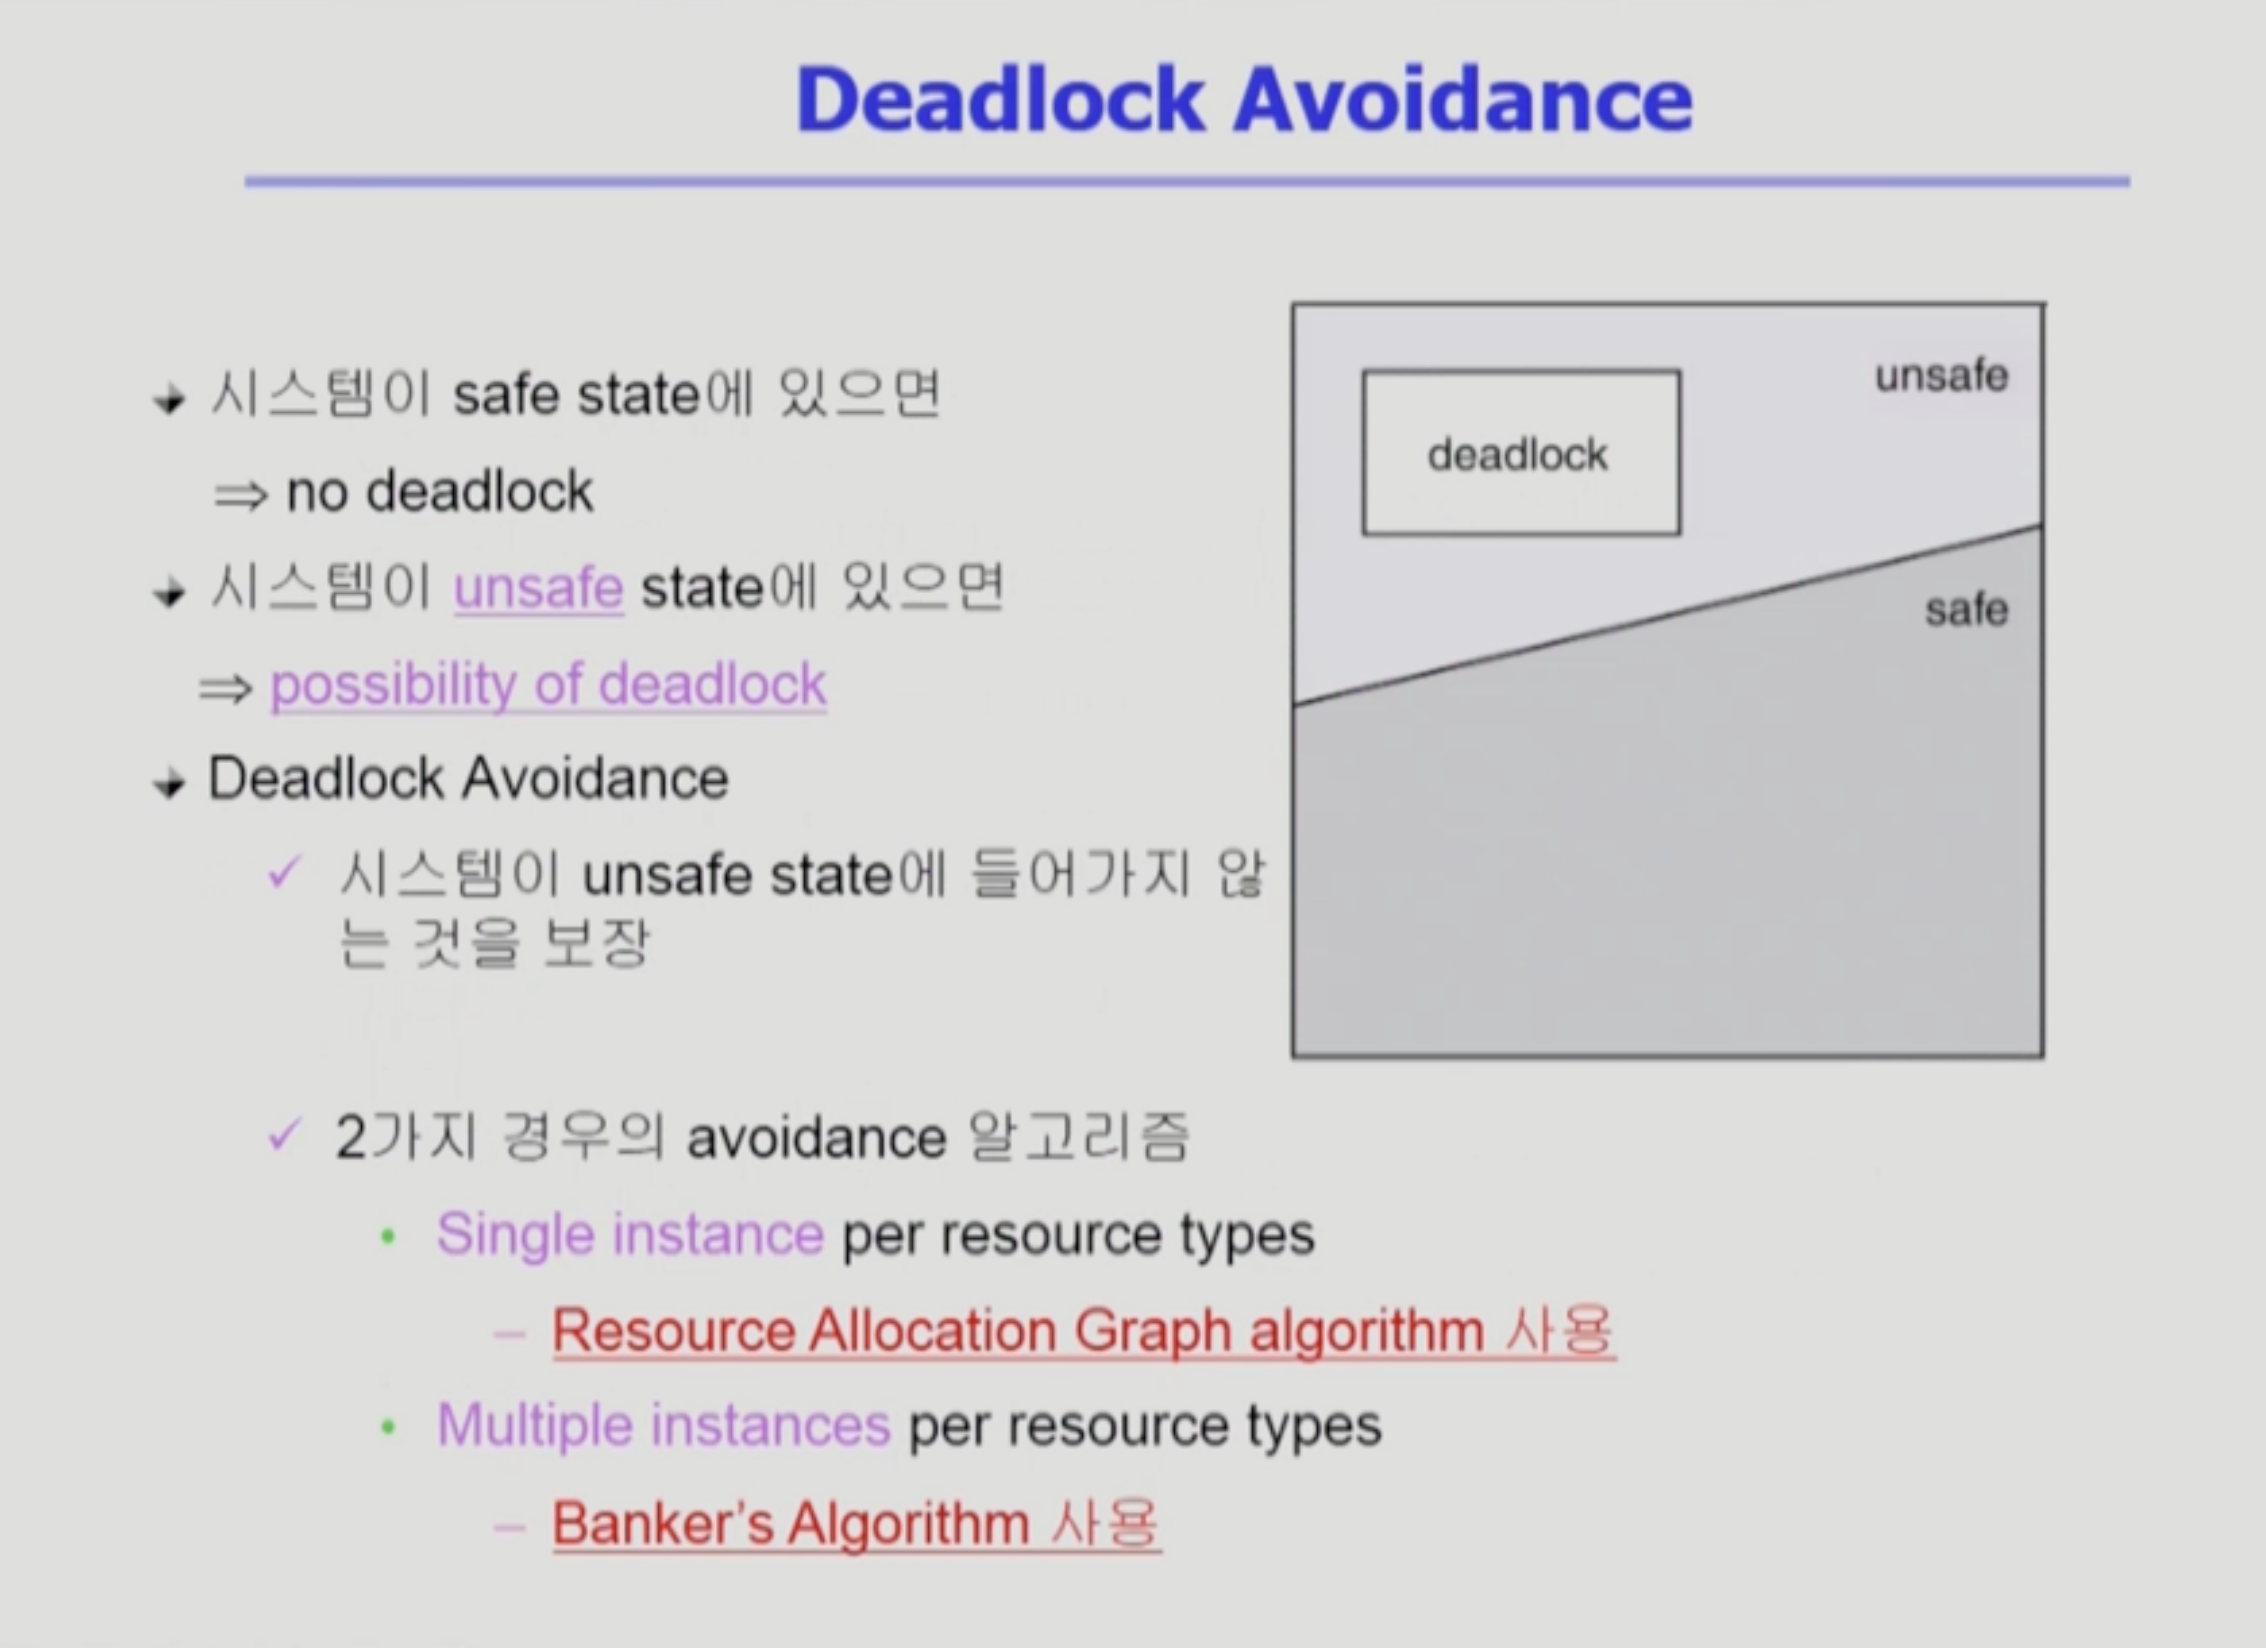 Deadlock Avoidance
시스템이 safe state에 있으면
⇒ no deadlock
시스템이 unsafe state에 있으면
⇒ possibility of deadlock
Deadlock Avoidance
✓ 시스템이 unsafe state에 들어가지 않
는 것을 보장
✓ 2가지 경우의 avoidance 알고리즘
• Single instance per resource types
– Resource Allocation Graph algorithm 사용
• Multiple instances per resource types
– Banker’s Algorithm 사용
unsafe
deadlock
safe